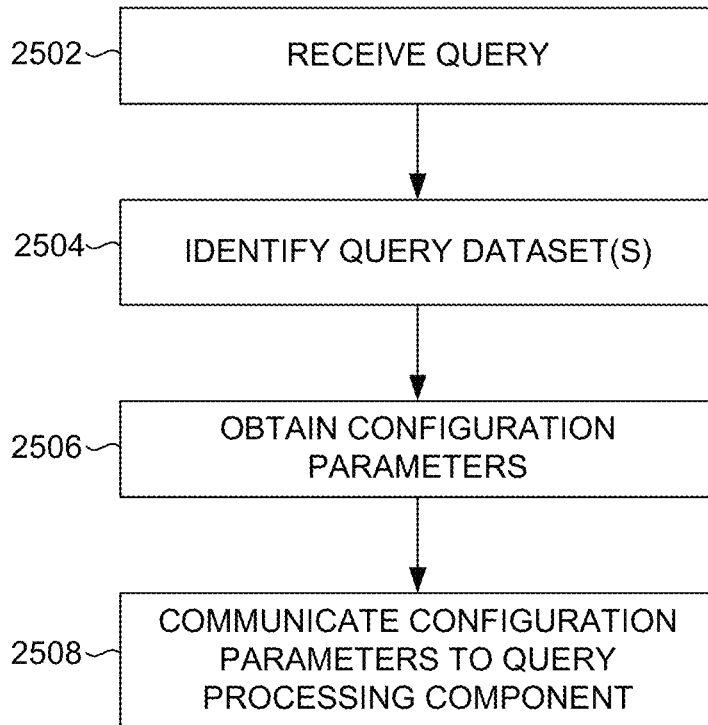 2502
RECEIVE QUERY
2504
IDENTIFY QUERY DATASET(S)
2506
OBTAIN CONFIGURATION
PARAMETERS
2508
COMMUNICATE CONFIGURATION
PARAMETERS TO QUERY
PROCESSING COMPONENT